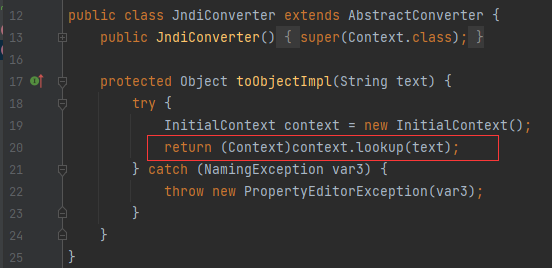 12 public class JndiConverter extends AbstractConverter {
13 public JndiConverter() { super(Context.class); }
16
17 protected Object toObjectImpl(String text) {
18 try {
19 InitialContext context = new InitialContext();
20 return (Context)context.lookup(text);
21 } catch (NamingException var3) {
22 throw new PropertyEditorException(var3);
23 }
24 }
25 }